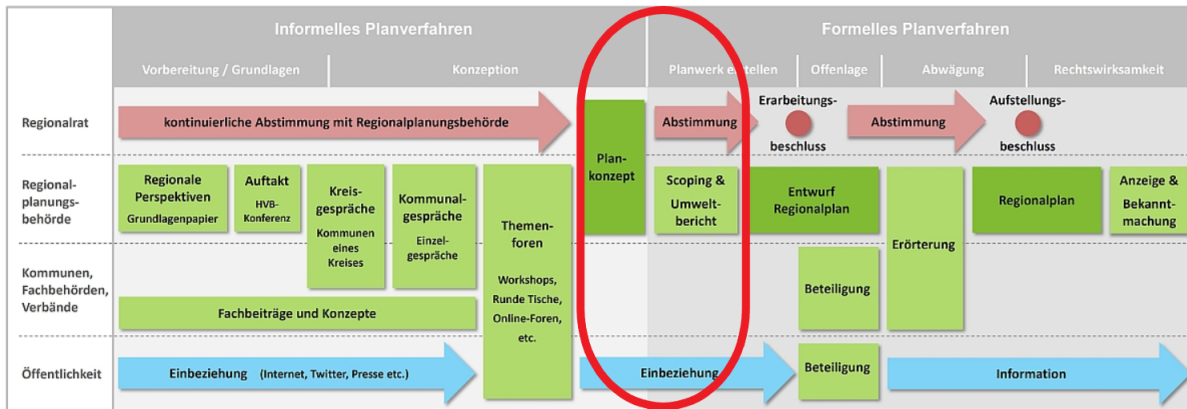 Informelles Planverfahren
Formelles Planverfahren
Vorbereitung / Grundlagen
Konzeption
Planwerk erstellen
Offenlage
Abwägung
Rechtswirksamkeit
Regionalrat
kontinuierliche Abstimmung mit Regionalplanungsbehörde
Abstimmung
Erarbeitungs-
beschluss
Abstimmung
Aufstellungs-
beschluss
Plan-
konzept
Regional-
planungs-
behörde
Regionale
Perspektiven
Grundlagenpapier
Auftakt
HVB-
Konferenz
Kreis-
gespräche
Kommunen
eines
Kreises
Kommunal-
gespräche
Einzel-
gespräche
Themen-
foren
Workshops,
Runde Tische,
Online-Foren,
etc.
Scoping &
Umwelt-
bericht
Entwurf
Regionalplan
Erörterung
Regionalplan
Anzeige &
Bekannt-
machung
Kommunen,
Fachbehörden,
Verbände
Fachbeiträge und Konzepte
Beteiligung
Öffentlichkeit
Einbeziehung (Internet, Twitter, Presse etc.)
Einbeziehung
Beteiligung
Information